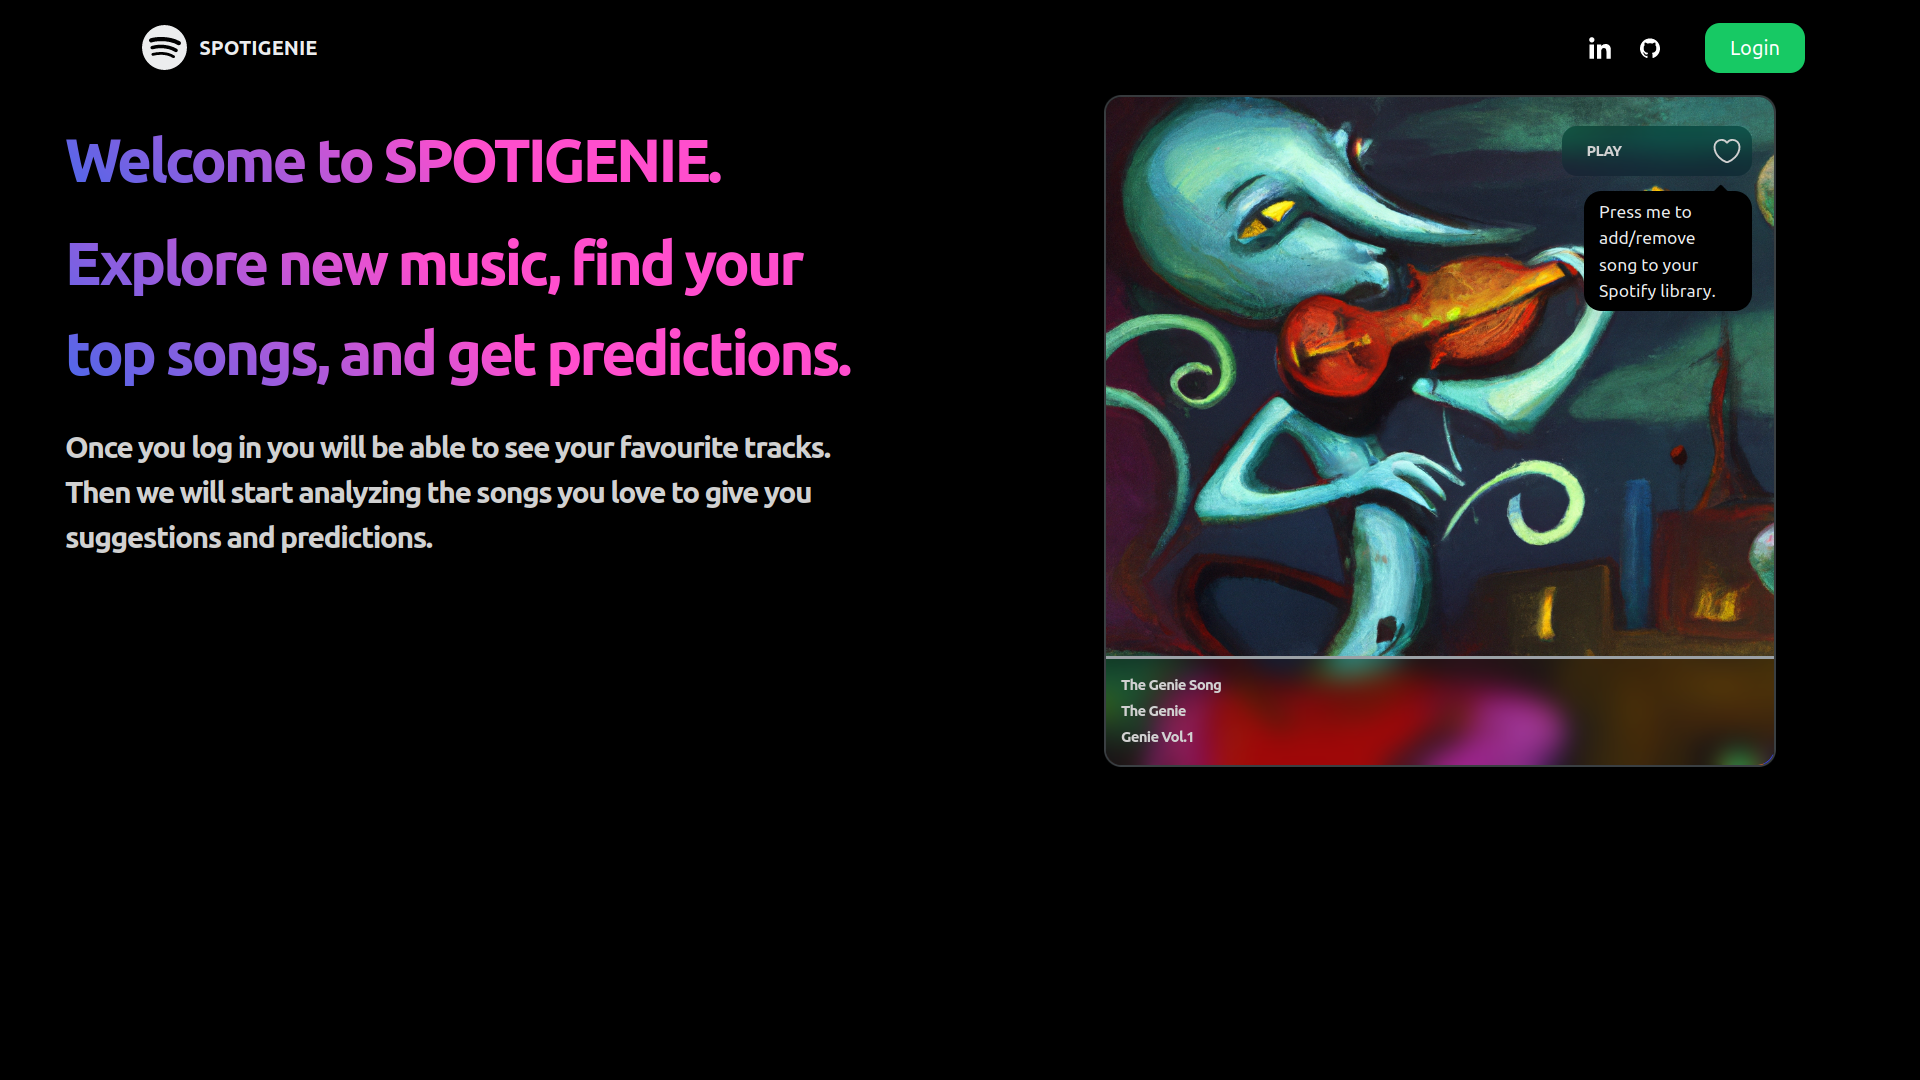 SPOTIGENIE
Login
Welcome to SPOTIGENIE.
Explore new music, find your
top songs, and get predictions.
Once you log in you will be able to see your favourite tracks.
Then we will start analyzing the songs you love to give you
suggestions and predictions.
PLAY
Press me to
add/remove
song to your
Spotify library.
The Genie Song
The Genie
Genie Vol.1